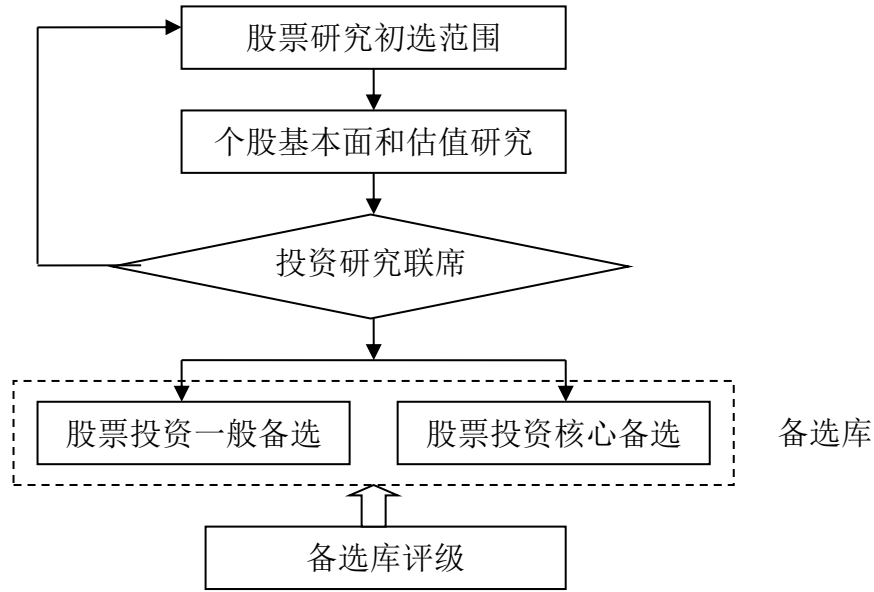 股票研究初选范围
个股基本面和估值研究
投资研究联席
股票投资一般备选
股票投资核心备选
备选库
备选库评级